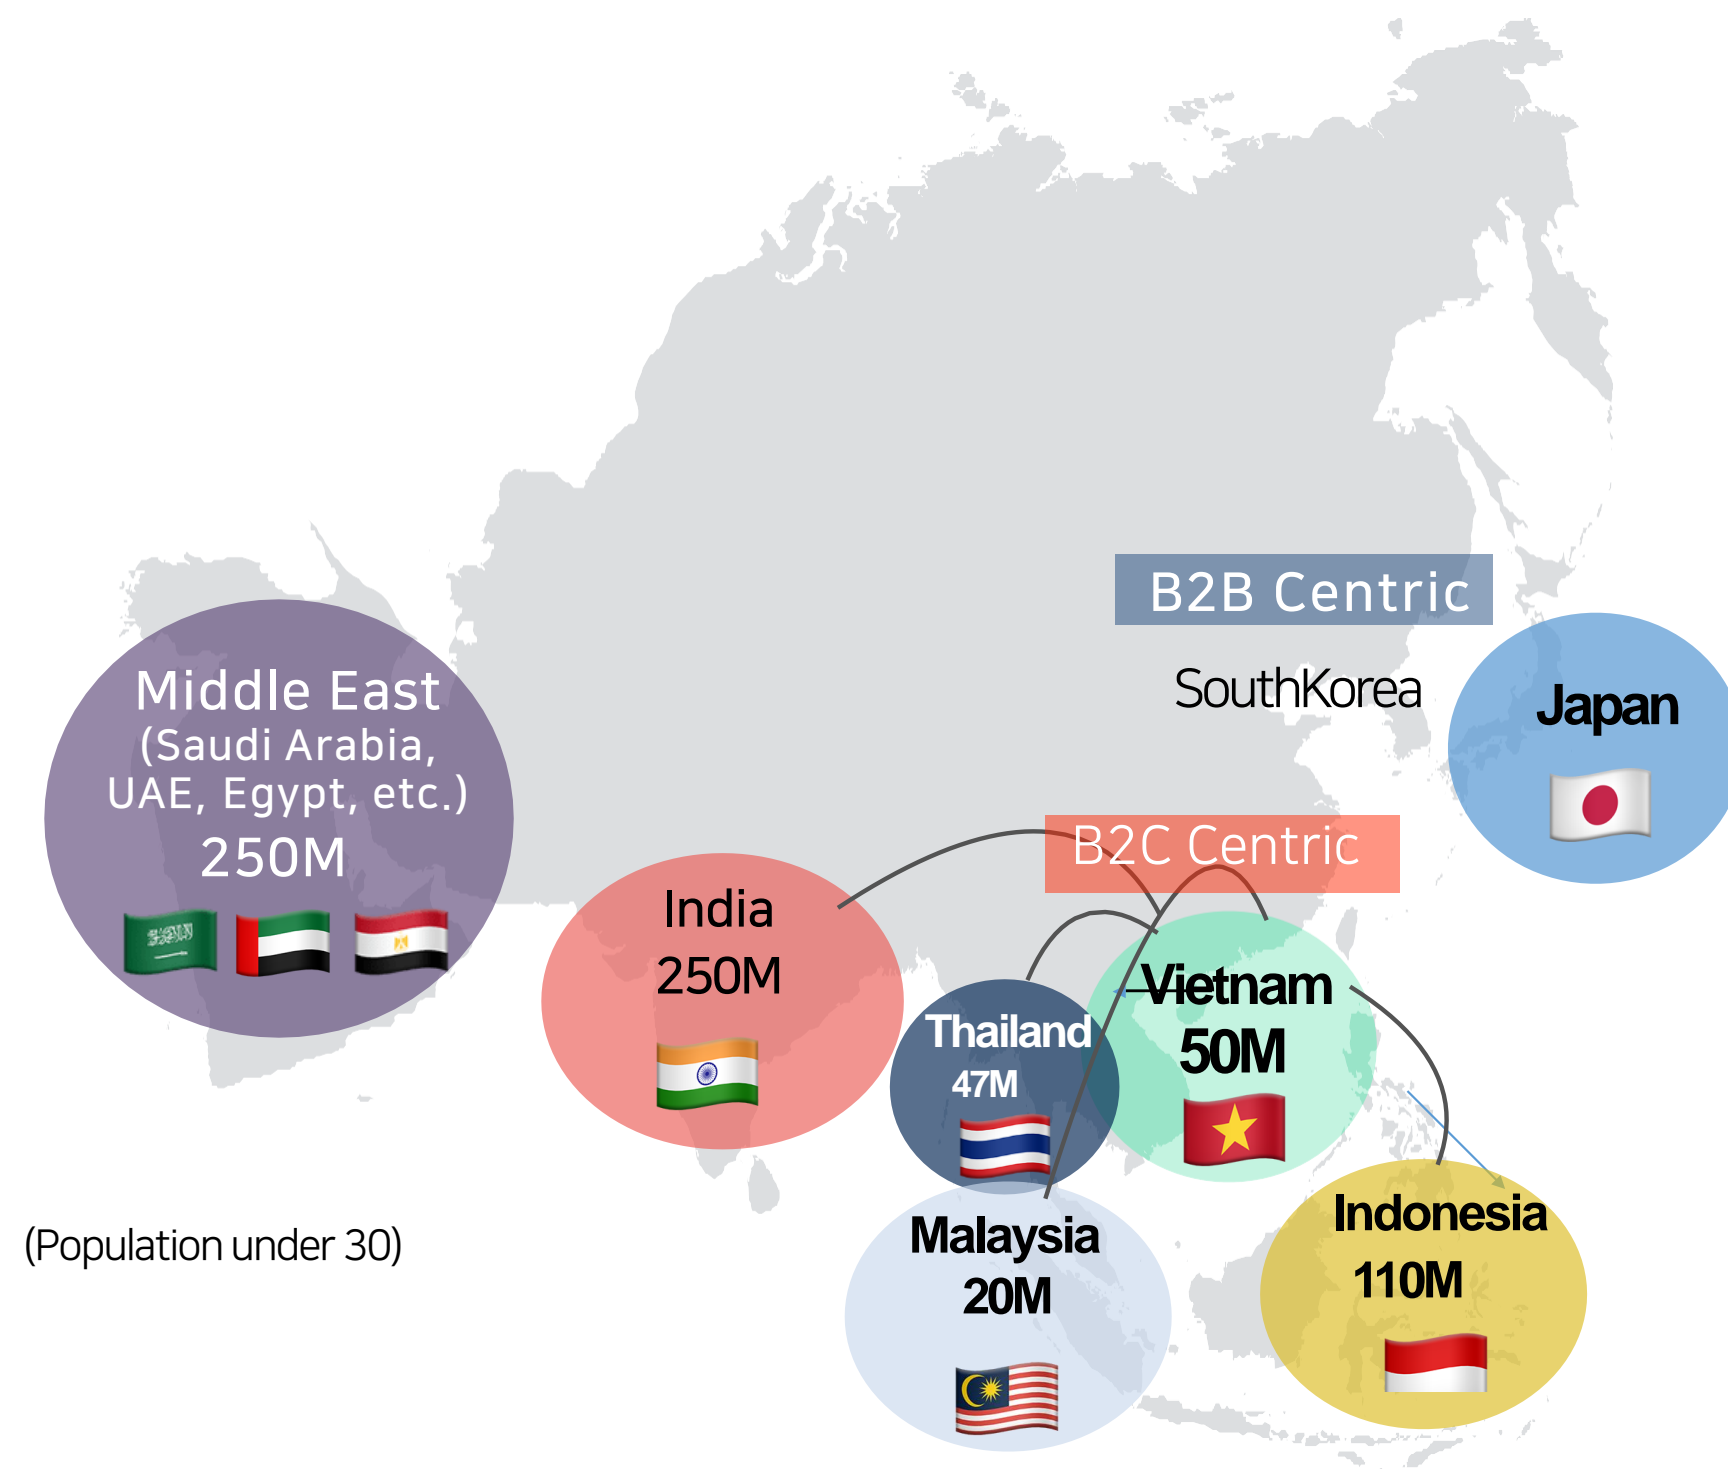 B2B Centric
SouthKorea
Japan
Middle East
(Saudi Arabia,
UAE, Egypt, etc.)
250M
B2C Centric
India
250M
Vietnam
50M
Thailand
47M
Malaysia
20M
Indonesia
110M
(Population under 30)